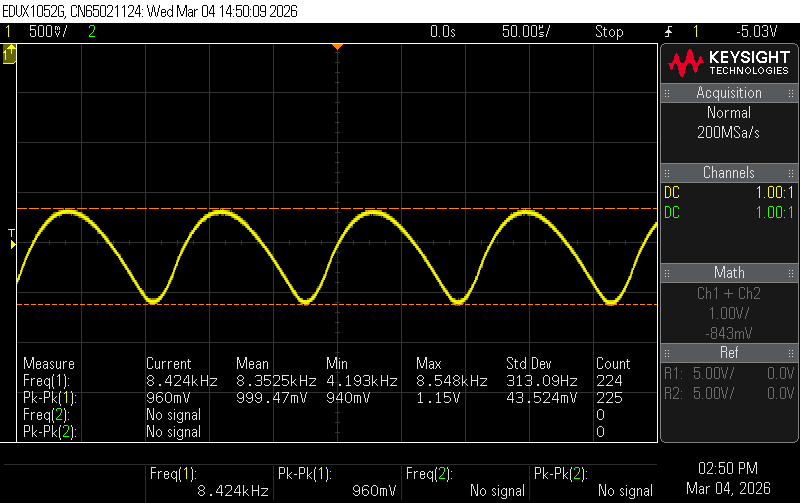 EDUX1052G, CN65021124: Wed Mar 04 14:50:09 2026
1 500mV/ 2 0.0s 50.00us/ Stop 1 -5.03V
KEYSIGHT
TECHNOLOGIES
Acquisition
Normal
200MSa/s
Channels
DC 1.00:1
DC 1.00:1
T
Math
Ch1 + Ch2
1.00V/
-843mV
Ref
R1: 5.00V/ 0.0V
R2: 5.00V/ 0.0V
Measure Current Mean Min Max Std Dev Count
Freq(1): 8.424kHz 8.3525kHz 4.193kHz 8.548kHz 313.09Hz 224
Pk-Pk(1): 960mV 999.47mV 940mV 1.15V 43.524mV 225
Freq(2): No signal 0
Pk-Pk(2): No signal 0
Freq(1): 8.424kHz Pk-Pk(1): 960mV Freq(2): No signal Pk-Pk(2): No signal
02:50 PM
Mar 04, 2026